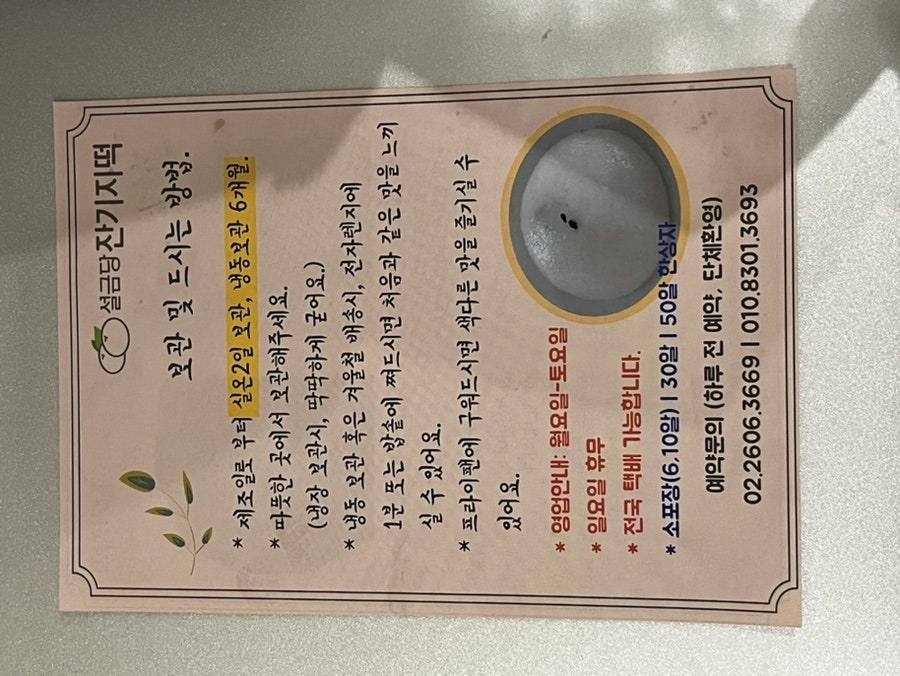 설금당잔기지떡
보관 및 드시는 방법.
* 제조일로 부터 실온2일 보관, 냉동보관 6개월.
* 따뜻한 곳에서 보관해주세요.
(냉장 보관시, 딱딱하게 굳어요.)
* 냉동 보관 혹은 겨울철 배송시, 전자렌지에
1분 또는 밥솥에 쪄드시면 처음과 같은 맛을 느끼
실 수 있어요.
* 프라이팬에 구워드시면 색다른 맛을 즐기실 수
있어요.
* 영업안내: 월요일-토요일
* 일요일 휴무
* 전국 택배 가능합니다.
* 소포장(6,10알) | 30알 | 50알 한상자
예약문의 (하루 전 예약, 단체환영)
02.2606.3669 | 010.8301.3693